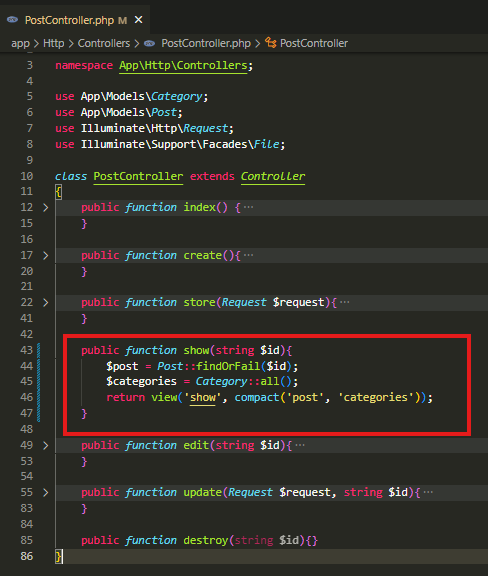 PostController.php M ×
app > Http > Controllers > PostController.php > PostController
3 namespace App\Http\Controllers;
4
5 use App\Models\Category;
6 use App\Models\Post;
7 use Illuminate\Http\Request;
8 use Illuminate\Support\Facades\File;
9
10 class PostController extends Controller
11 {
12 > public function index() {···
15 }
16
17 > public function create(){···
20 }
21
22 > public function store(Request $request){···
41 }
42
43 public function show(string $id){
44 $post = Post::findOrFail($id);
45 $categories = Category::all();
46 return view('show', compact('post', 'categories'));
47 }
48
49 > public function edit(string $id){···
53 }
54
55 > public function update(Request $request, string $id){···
83 }
84
85 public function destroy(string $id){}
86 }